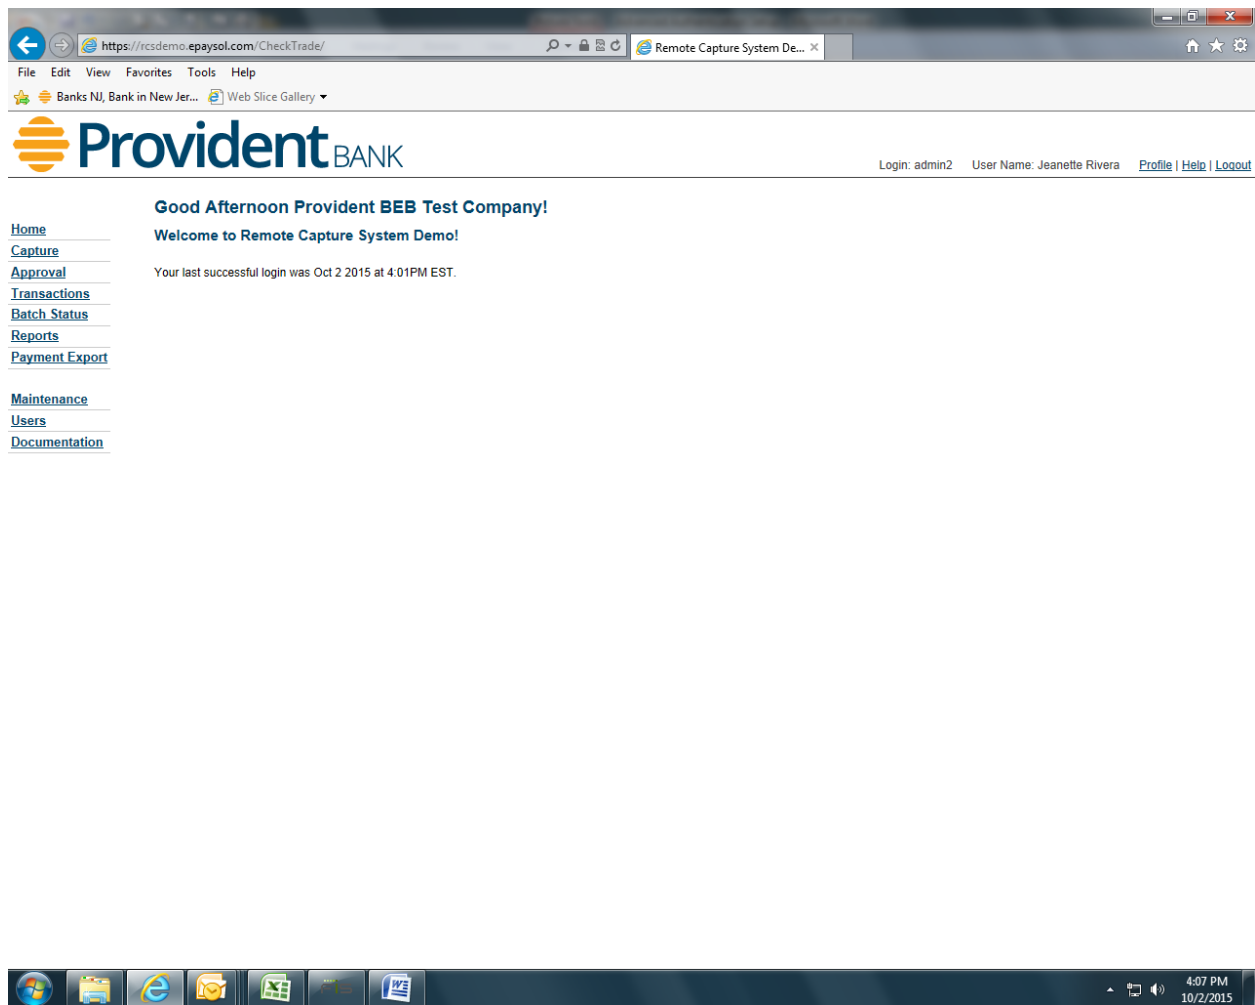 https://rcsdemo.epaysol.com/CheckTrade/
Remote Capture System De...
File Edit View Favorites Tools Help
Banks NJ, Bank in New Jer... Web Slice Gallery
Provident BANK
Login: admin2 User Name: Jeanette Rivera Profile | Help | Logout
Good Afternoon Provident BEB Test Company!
Welcome to Remote Capture System Demo!
Your last successful login was Oct 2 2015 at 4:01PM EST.
Home
Capture
Approval
Transactions
Batch Status
Reports
Payment Export
Maintenance
Users
Documentation
4:07 PM
10/2/2015